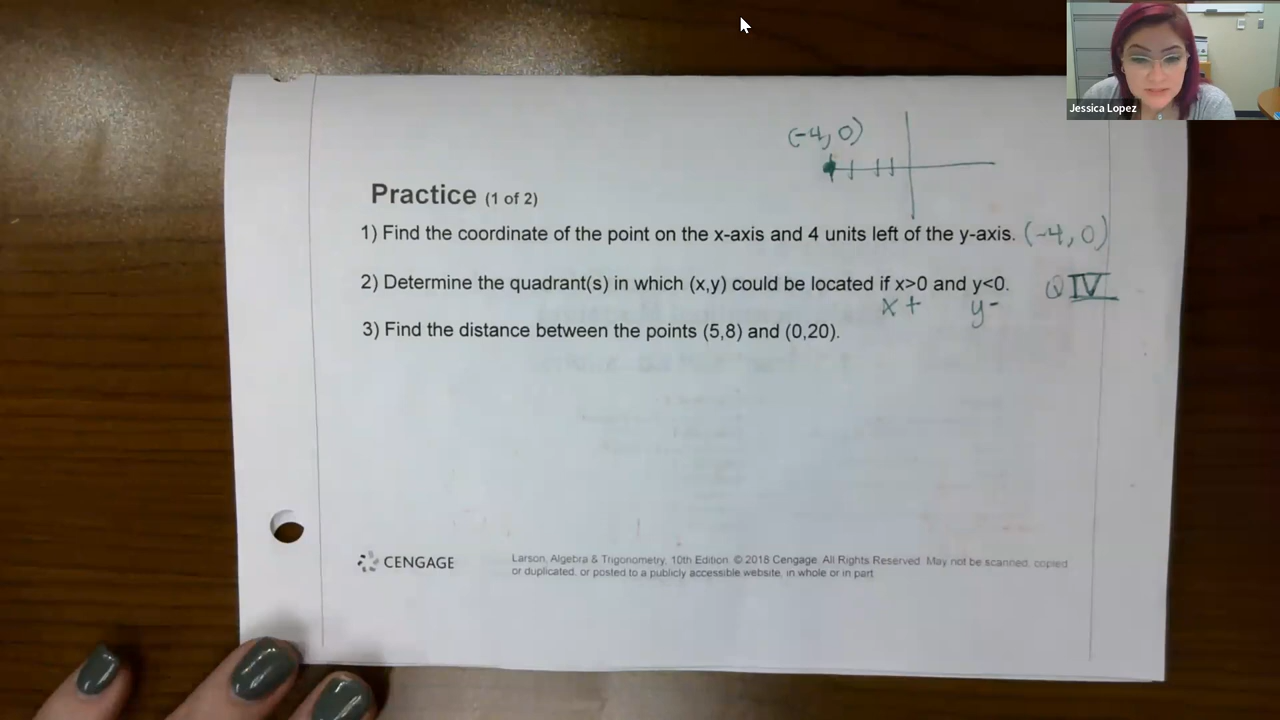 Jessica Lopez
(-4, 0)
Practice (1 of 2)
1) Find the coordinate of the point on the x-axis and 4 units left of the y-axis. (-4, 0)
2) Determine the quadrant(s) in which (x,y) could be located if x>0 and y<0. Q IV
x + y -
3) Find the distance between the points (5,8) and (0,20).
CENGAGE
Larson, Algebra & Trigonometry, 10th Edition. © 2018 Cengage. All Rights Reserved. May not be scanned, copied
or duplicated, or posted to a publicly accessible website, in whole or in part